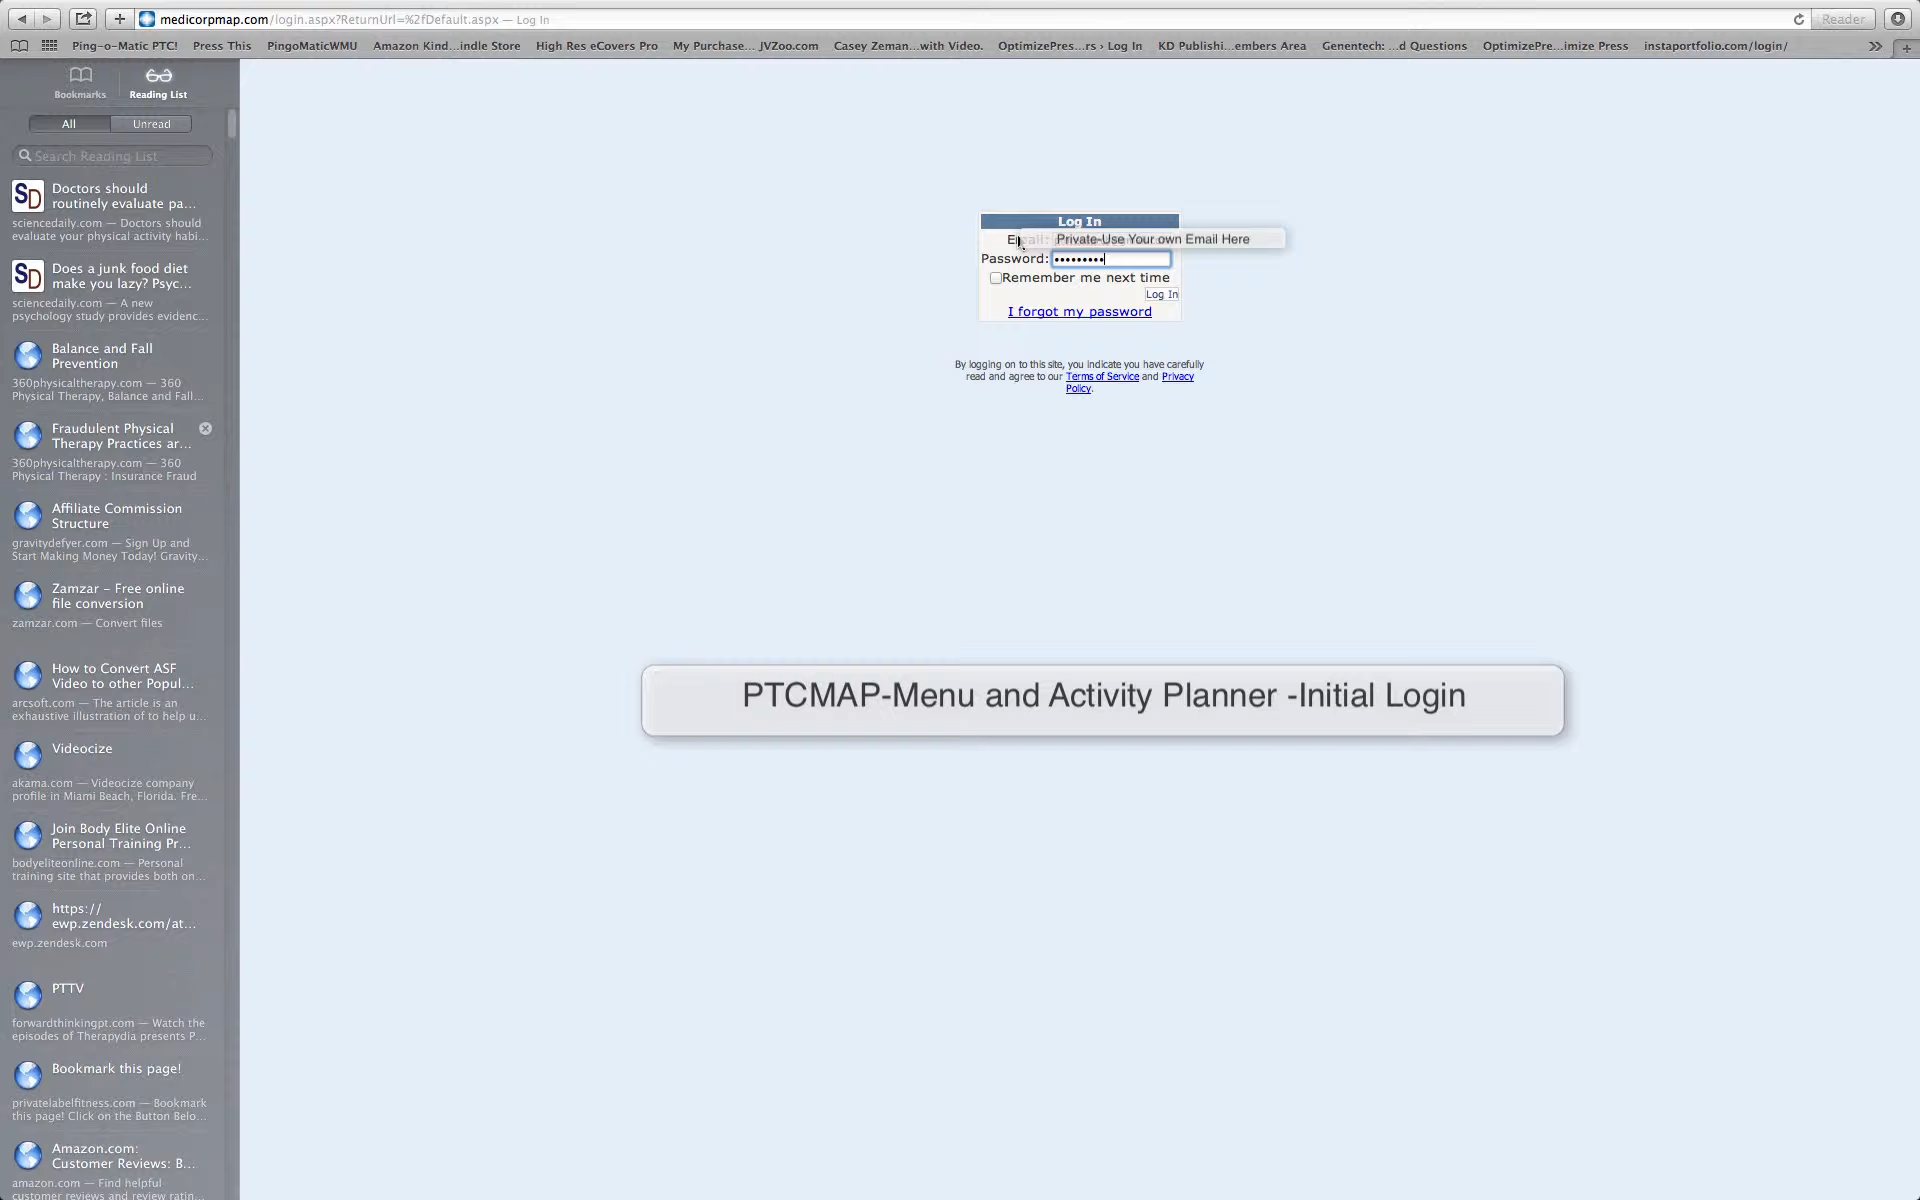 medicorpmap.com/login.aspx?ReturnUrl=%2fDefault.aspx — Log In
Reader
Ping-o-Matic PTC! Press This PingoMaticWMU Amazon Kind...indle Store High Res eCovers Pro My Purchase... JVZoo.com Casey Zeman...with Video. OptimizePres...rs › Log In KD Publishi...embers Area Genentech: ...d Questions OptimizePre...imize Press instaportfolio.com/login/
Bookmarks Reading List
All Unread
Search Reading List
Doctors should
routinely evaluate pa...
sciencedaily.com — Doctors should
evaluate your physical activity habi...
Does a junk food diet
make you lazy? Psyc...
sciencedaily.com — A new
psychology study provides evidenc...
Balance and Fall
Prevention
360physicaltherapy.com — 360
Physical Therapy, Balance and Fall...
Fraudulent Physical
Therapy Practices ar...
360physicaltherapy.com — 360
Physical Therapy : Insurance Fraud
Affiliate Commission
Structure
gravitydefyer.com — Sign Up and
Start Making Money Today! Gravity...
Zamzar – Free online
file conversion
zamzar.com — Convert files
How to Convert ASF
Video to other Popul...
arcsoft.com — The article is an
exhaustive illustration of to help u...
Videocize
akama.com — Videocize company
profile in Miami Beach, Florida. Fre...
Join Body Elite Online
Personal Training Pr...
bodyeliteonline.com — Personal
training site that provides both on...
https://
ewp.zendesk.com/at...
ewp.zendesk.com
PTTV
forwardthinkingpt.com — Watch the
episodes of Therapydia presents P...
Bookmark this page!
privatelabelfitness.com — Bookmark
this page! Click on the Button Belo...
Amazon.com:
Customer Reviews: B...
amazon.com — Find helpful
customer reviews and review ratin...
Log In
Email: Private-Use Your own Email Here
Password: •••••••••
Remember me next time
Log In
I forgot my password
By logging on to this site, you indicate you have carefully
read and agree to our Terms of Service and Privacy
Policy.
PTCMAP-Menu and Activity Planner -Initial Login